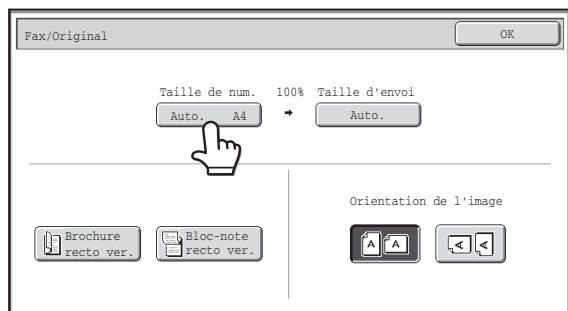 Fax/Original OK
Taille de num. 100% Taille d'envoi
Auto. A4 Auto.
Orientation de l'image
Brochure
recto ver.
Bloc-note
recto ver.
A A A A